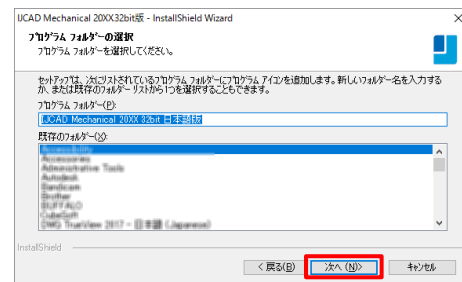 IJCAD Mechanical 20XX32bit版 - InstallShield Wizard
ﾌﾟﾛｸﾞﾗﾑ ﾌｫﾙﾀﾞｰの選択
ﾌﾟﾛｸﾞﾗﾑ ﾌｫﾙﾀﾞｰを選択してください。
ｾｯﾄｱｯﾌﾟは、次にﾘｽﾄされているﾌﾟﾛｸﾞﾗﾑ ﾌｫﾙﾀﾞｰにﾌﾟﾛｸﾞﾗﾑ ｱｲｺﾝを追加します。新しいﾌｫﾙﾀﾞｰ名を入力する
か、または既存のﾌｫﾙﾀﾞｰ ﾘｽﾄから1つを選択することもできます。
ﾌﾟﾛｸﾞﾗﾑ ﾌｫﾙﾀﾞｰ(P):
IJCAD Mechanical 20XX 32bit 日本語版
既存のﾌｫﾙﾀﾞｰ(X):
Accessibility
Accessories
Administrative Tools
Autodesk
Bandicam
Brother
BUFFALO
CubeSoft
DWG TrueView 2017 - 日本語 (Japanese)
InstallShield
< 戻る(B)
次へ (N)>
ｷｬﾝｾﾙ